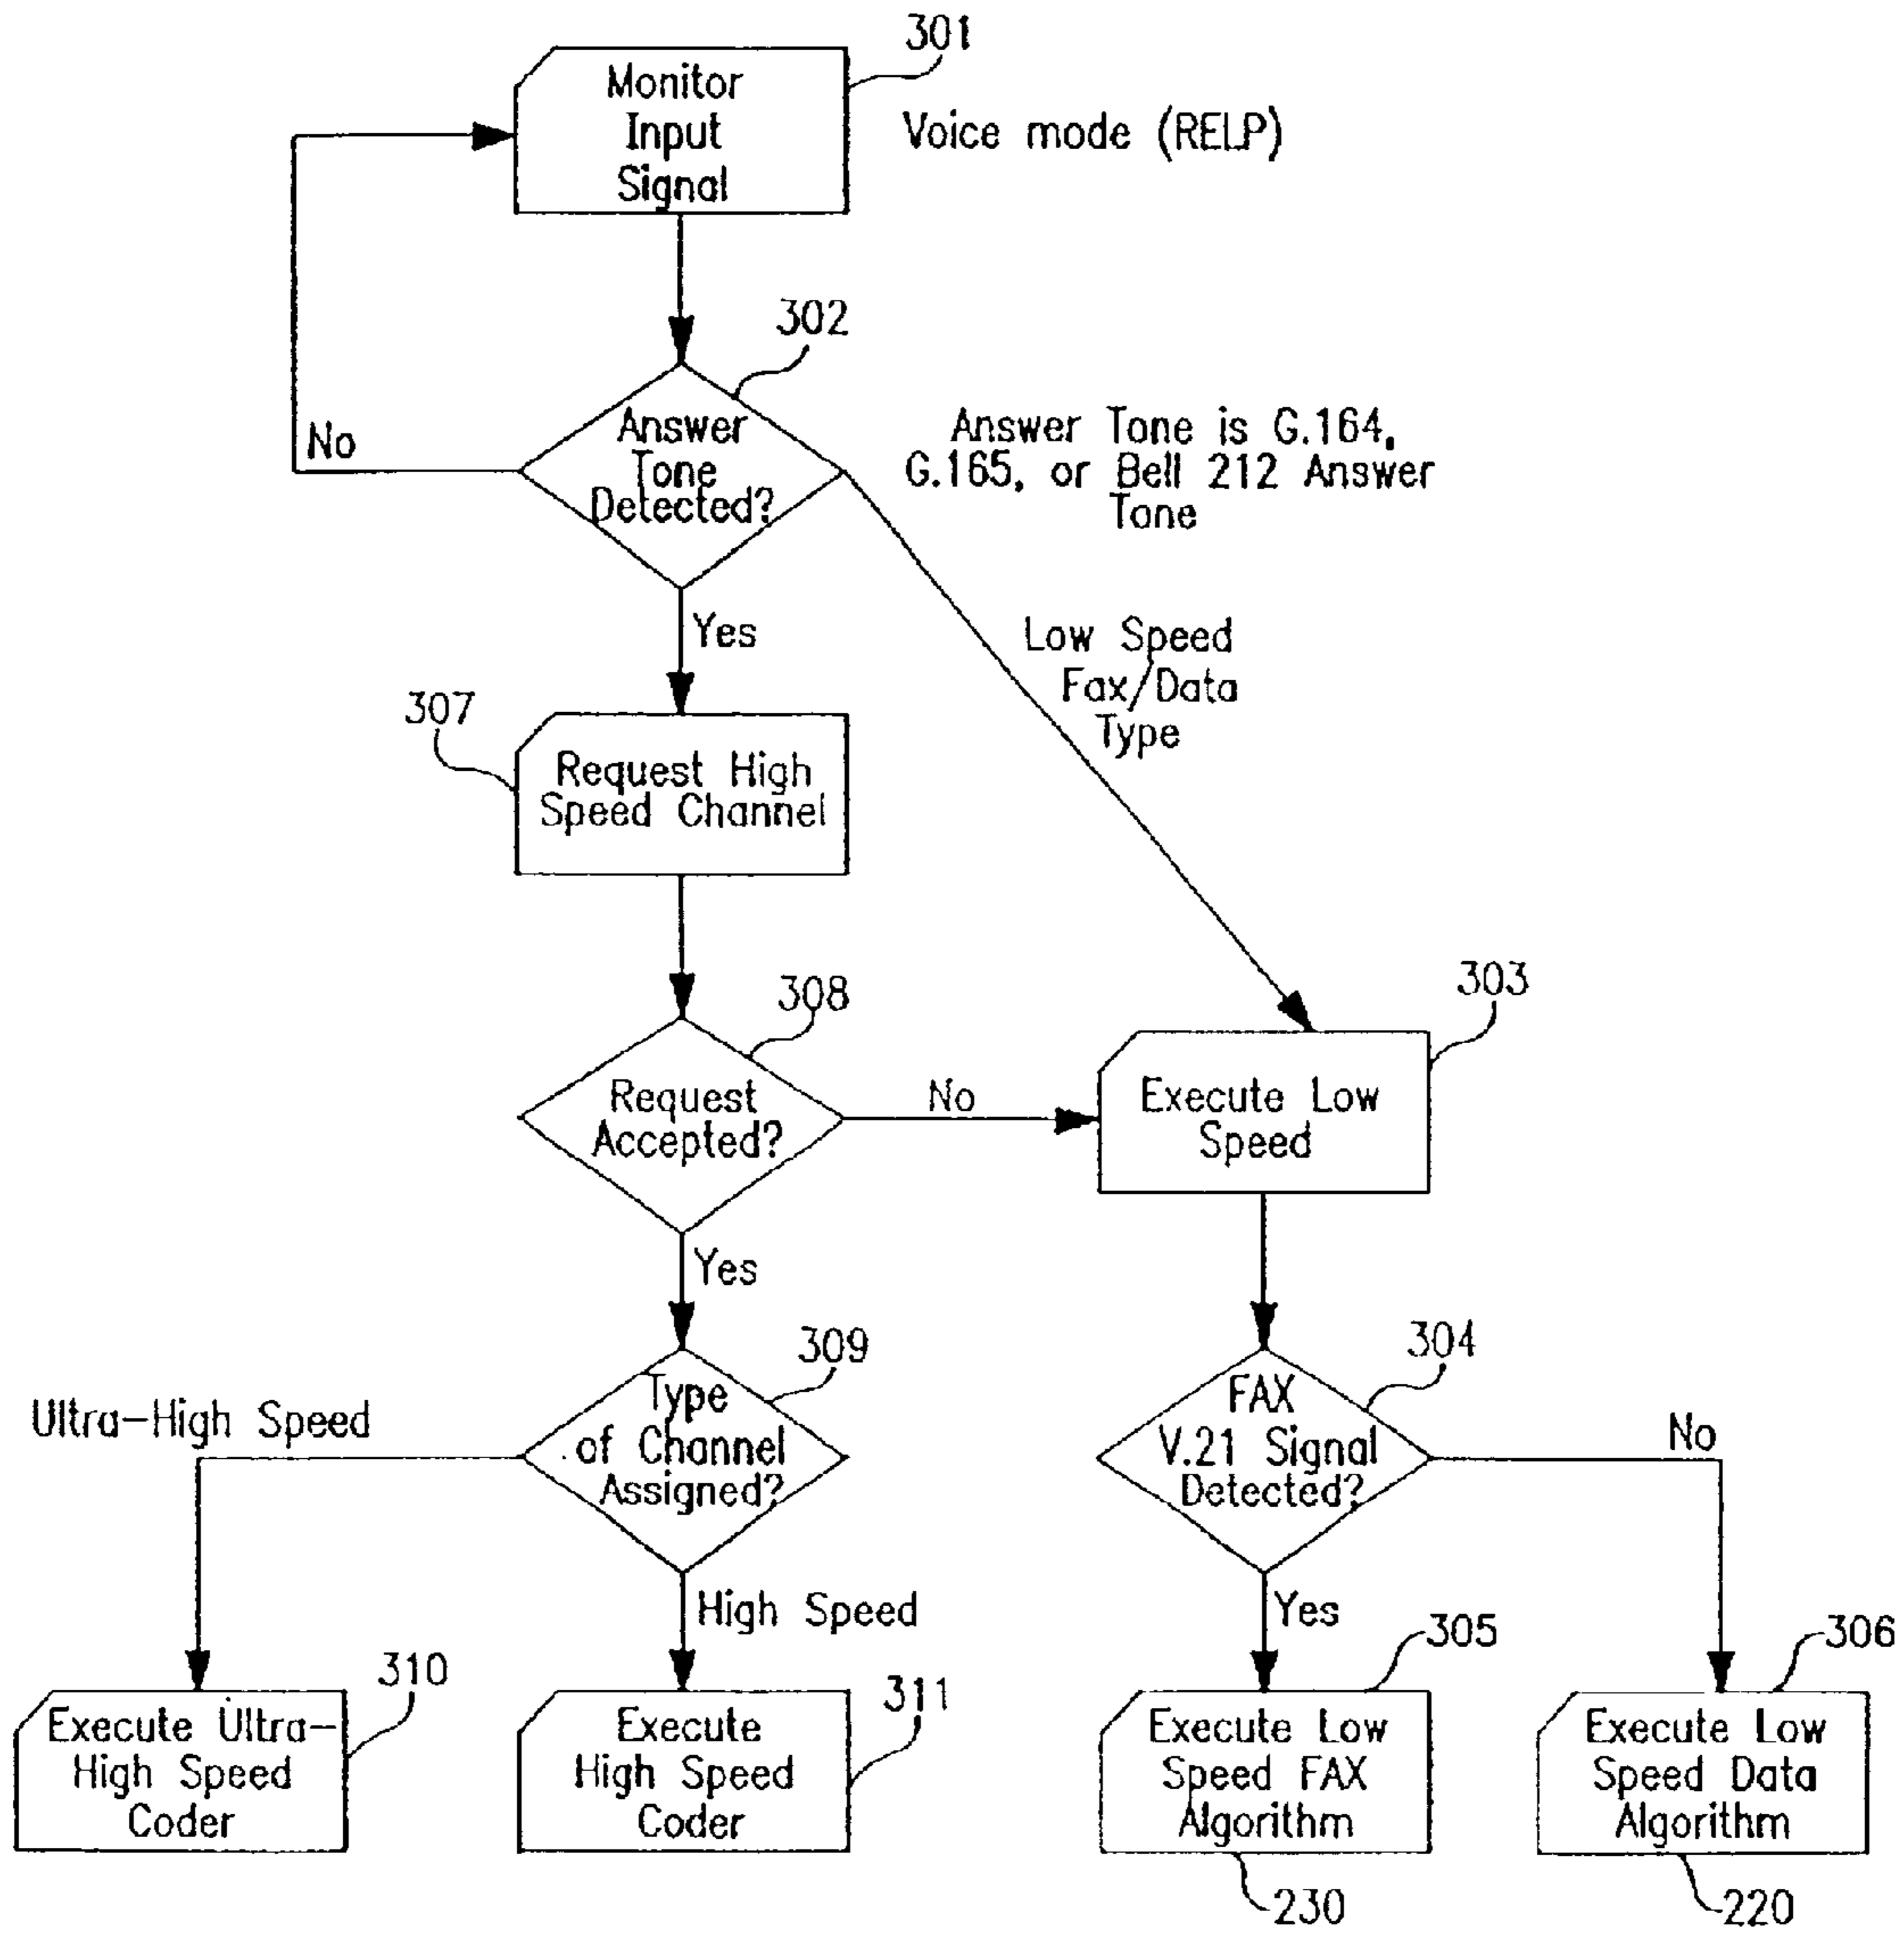 301
Monitor
Input
Signal
Voice mode (RELP)
302
Answer
Tone
Detected?
No
Answer Tone is G.164,
G.165, or Bell 212 Answer
Tone
Yes
Low Speed
Fax/Data
Type
307
Request High
Speed Channel
308
Request
Accepted?
No
303
Execute Low
Speed
Yes
309
Type
of Channel
Assigned?
Ultra-High Speed
High Speed
304
FAX
V.21 Signal
Detected?
No
Yes
310
Execute Ultra-
High Speed
Coder
311
Execute
High Speed
Coder
305
Execute Low
Speed FAX
Algorithm
230
306
Execute Low
Speed Data
Algorithm
220